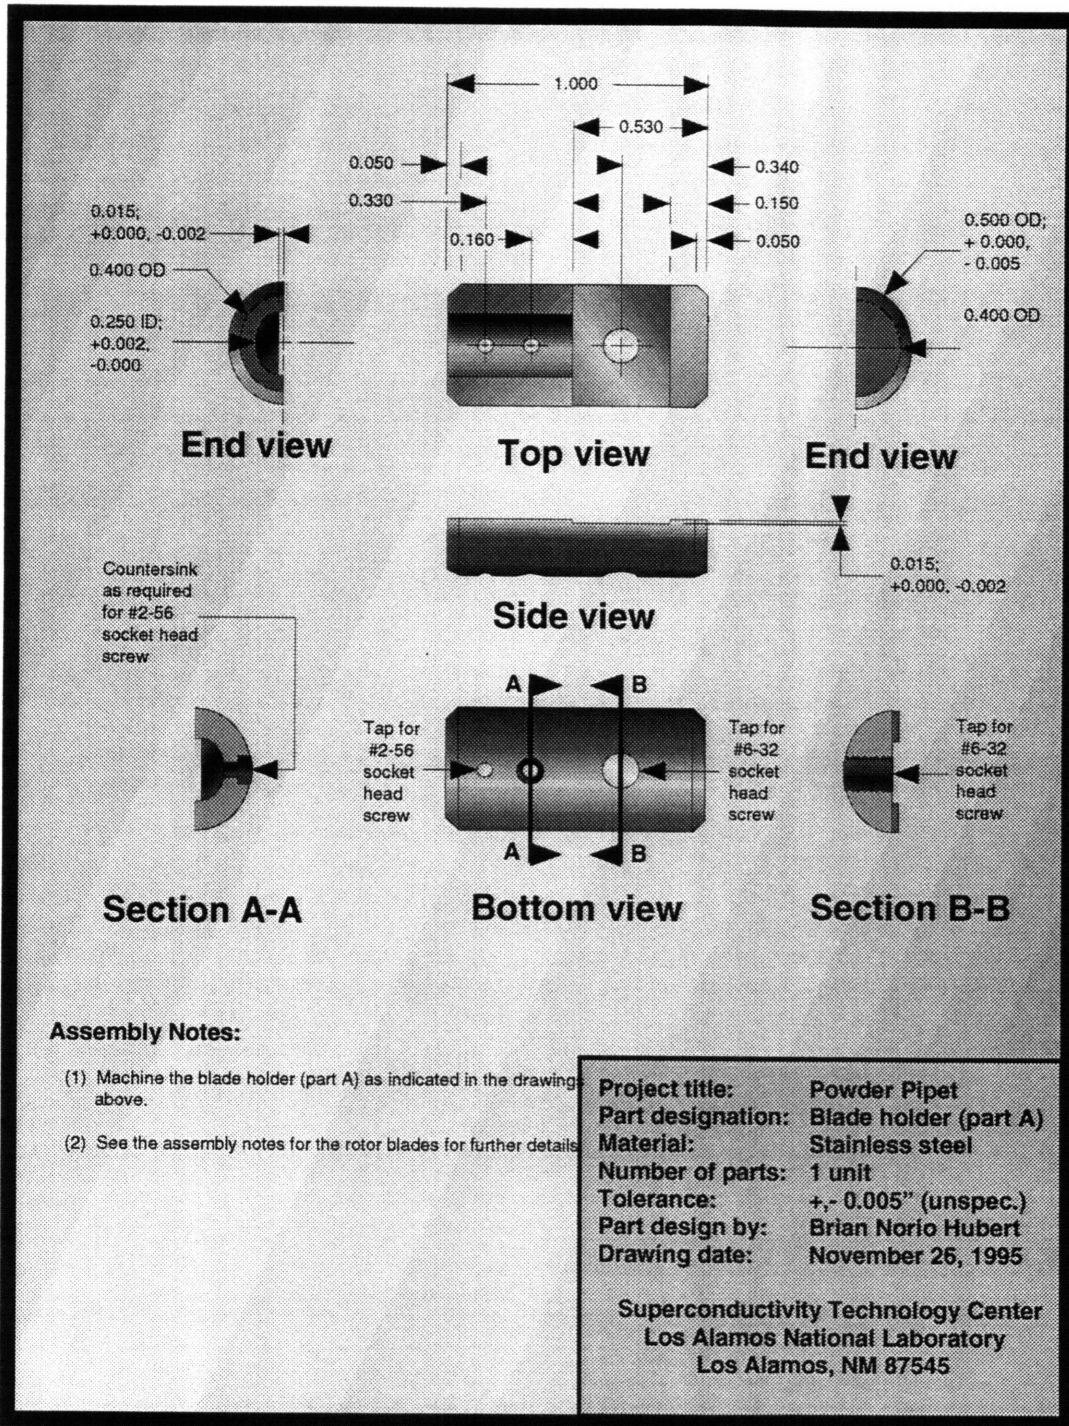 1.000
0.530
0.050
0.340
0.330
0.150
0.015;
+0.000, -0.002
0.160
0.050
0.500 OD;
+ 0.000,
- 0.005
0.400 OD
0.250 ID;
+0.002,
-0.000
0.400 OD
End view
Top view
End view
Countersink
as required
for #2-56
socket head
screw
0.015;
+0.000, -0.002
Side view
A
B
Tap for
#2-56
socket
head
screw
Tap for
#6-32
socket
head
screw
Tap for
#6-32
socket
head
screw
A
B
Section A-A
Bottom view
Section B-B
Assembly Notes:
(1) Machine the blade holder (part A) as indicated in the drawings
above.
(2) See the assembly notes for the rotor blades for further details
Project title: Powder Pipet
Part designation: Blade holder (part A)
Material: Stainless steel
Number of parts: 1 unit
Tolerance: +,- 0.005" (unspec.)
Part design by: Brian Norio Hubert
Drawing date: November 26, 1995
Superconductivity Technology Center
Los Alamos National Laboratory
Los Alamos, NM 87545